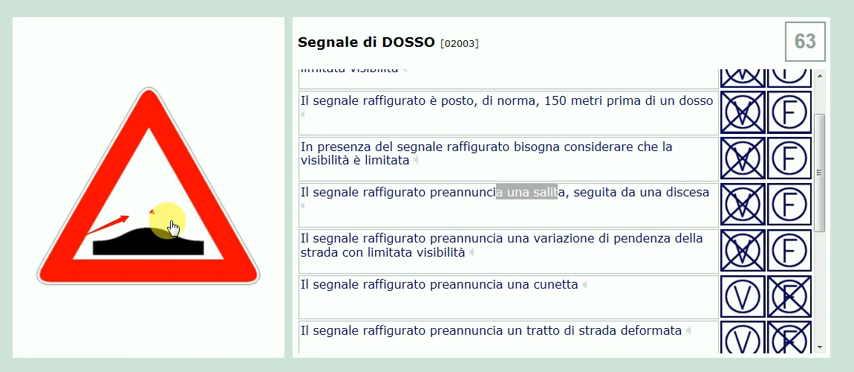 Segnale di DOSSO [02003]
63
limitata visibilità
V F
Il segnale raffigurato è posto, di norma, 150 metri prima di un dosso
V F
In presenza del segnale raffigurato bisogna considerare che la
visibilità è limitata
V F
Il segnale raffigurato preannuncia una salita, seguita da una discesa
V F
Il segnale raffigurato preannuncia una variazione di pendenza della
strada con limitata visibilità
V F
Il segnale raffigurato preannuncia una cunetta
V F
Il segnale raffigurato preannuncia un tratto di strada deformata
V F